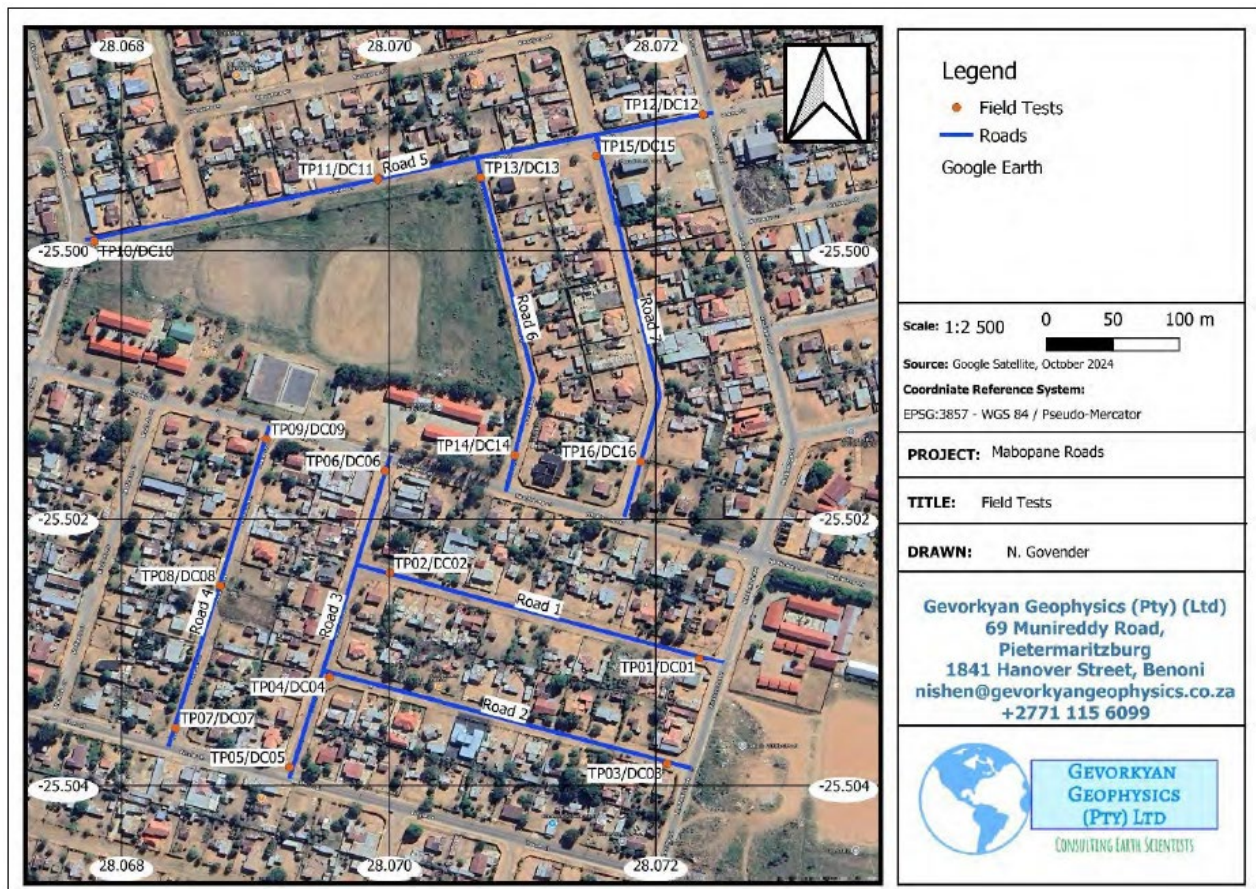 28.068
28.070
28.072
TP12/DC12
TP15/DC15
TP11/DC11
Road 5
TP13/DC13
TP10/DC10
-25.500
-25.500
Road 6
Road 7
TP09/DC09
TP06/DC06
TP14/DC14
TP16/DC16
-25.502
-25.502
TP08/DC08
TP02/DC02
Road 4
Road 3
Road 1
TP01/DC01
TP04/DC04
Road 2
TP07/DC07
TP05/DC05
TP03/DC03
-25.504
-25.504
28.068
28.070
28.072
Legend
Field Tests
Roads
Google Earth
Scale: 1:2 500
0 50 100 m
Source: Google Satellite, October 2024
Coordniate Reference System:
EPSG:3857 - WGS 84 / Pseudo-Mercator
PROJECT: Mabopane Roads
TITLE: Field Tests
DRAWN: N. Govender
Gevorkyan Geophysics (Pty) (Ltd)
69 Munireddy Road,
Pietermaritzburg
1841 Hanover Street, Benoni
nishen@gevorkyangeophysics.co.za
+2771 115 6099
GEVORKYAN
GEOPHYSICS
(PTY) LTD
CONSULTING EARTH SCIENTISTS